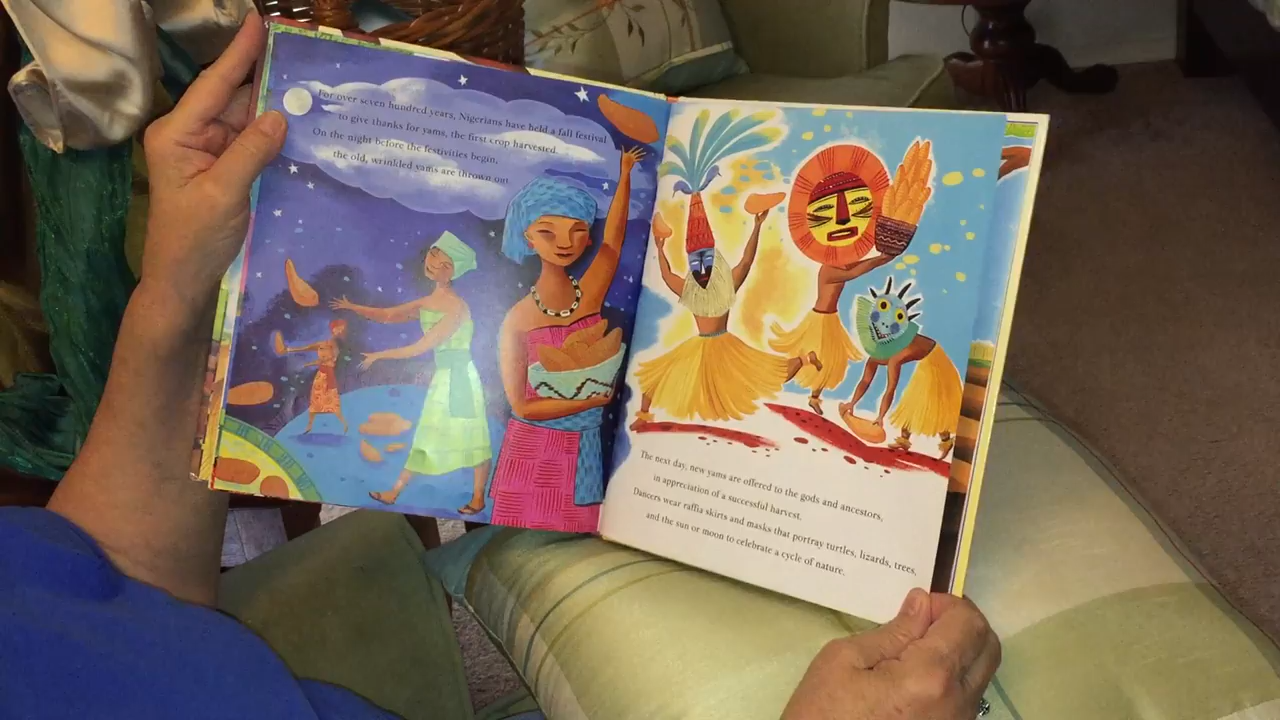 For over seven hundred years, Nigerians have held a fall festival
to give thanks for yams, the first crop harvested.
On the night before the festivities begin,
the old, wrinkled yams are thrown out.
The next day, new yams are offered to the gods and ancestors,
in appreciation of a successful harvest.
Dancers wear raffia skirts and masks that portray turtles, lizards, trees,
and the sun or moon to celebrate a cycle of nature.